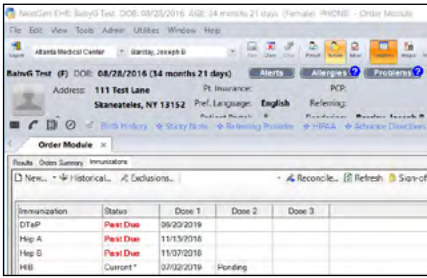 NextGen EHR: BabyG Test DOB: 08/28/2016 AGE: 34 months 21 days (Female) PHONE: - Order Module
File Edit View Tools Admin Utilities Window Help
Atlanta Medical Center Barclay, Joseph B
BabyG Test (F) DOB: 08/28/2016 (34 months 21 days) Alerts Allergies ? Problems ?
Address: 111 Test Lane Pt. Insurance: PCP:
Skaneateles, NY 13152 Pref. Language: English Referring:
Birth History Sticky Note Referring Provider HIPAA Advance Directives
Order Module ×
Results Orders Summary Immunizations
New... Historical... Exclusions... Reconcile... Refresh Sign-of
Immunization Status Dose 1 Dose 2 Dose 3
DTaP Past Due 06/20/2019
Hep A Past Due 11/13/2018
Hep B Past Due 11/07/2018
HIB Current * 07/02/2019 Pending